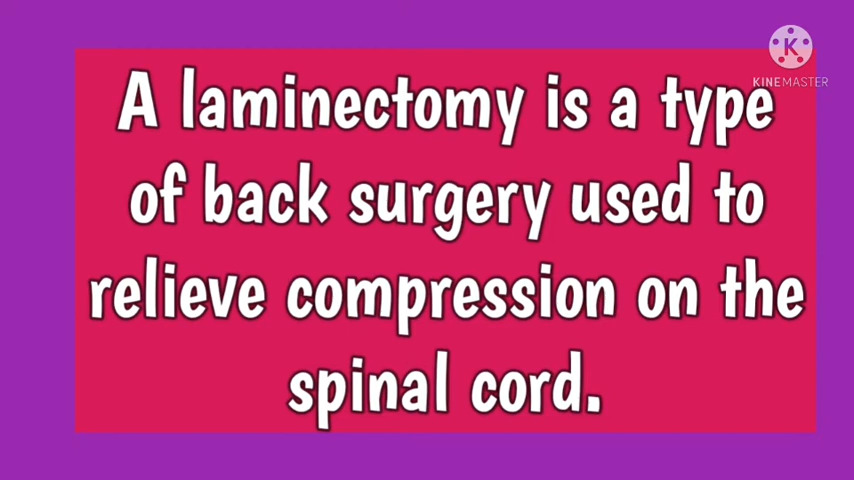 K
KINEMASTER
A laminectomy is a type
of back surgery used to
relieve compression on the
spinal cord.